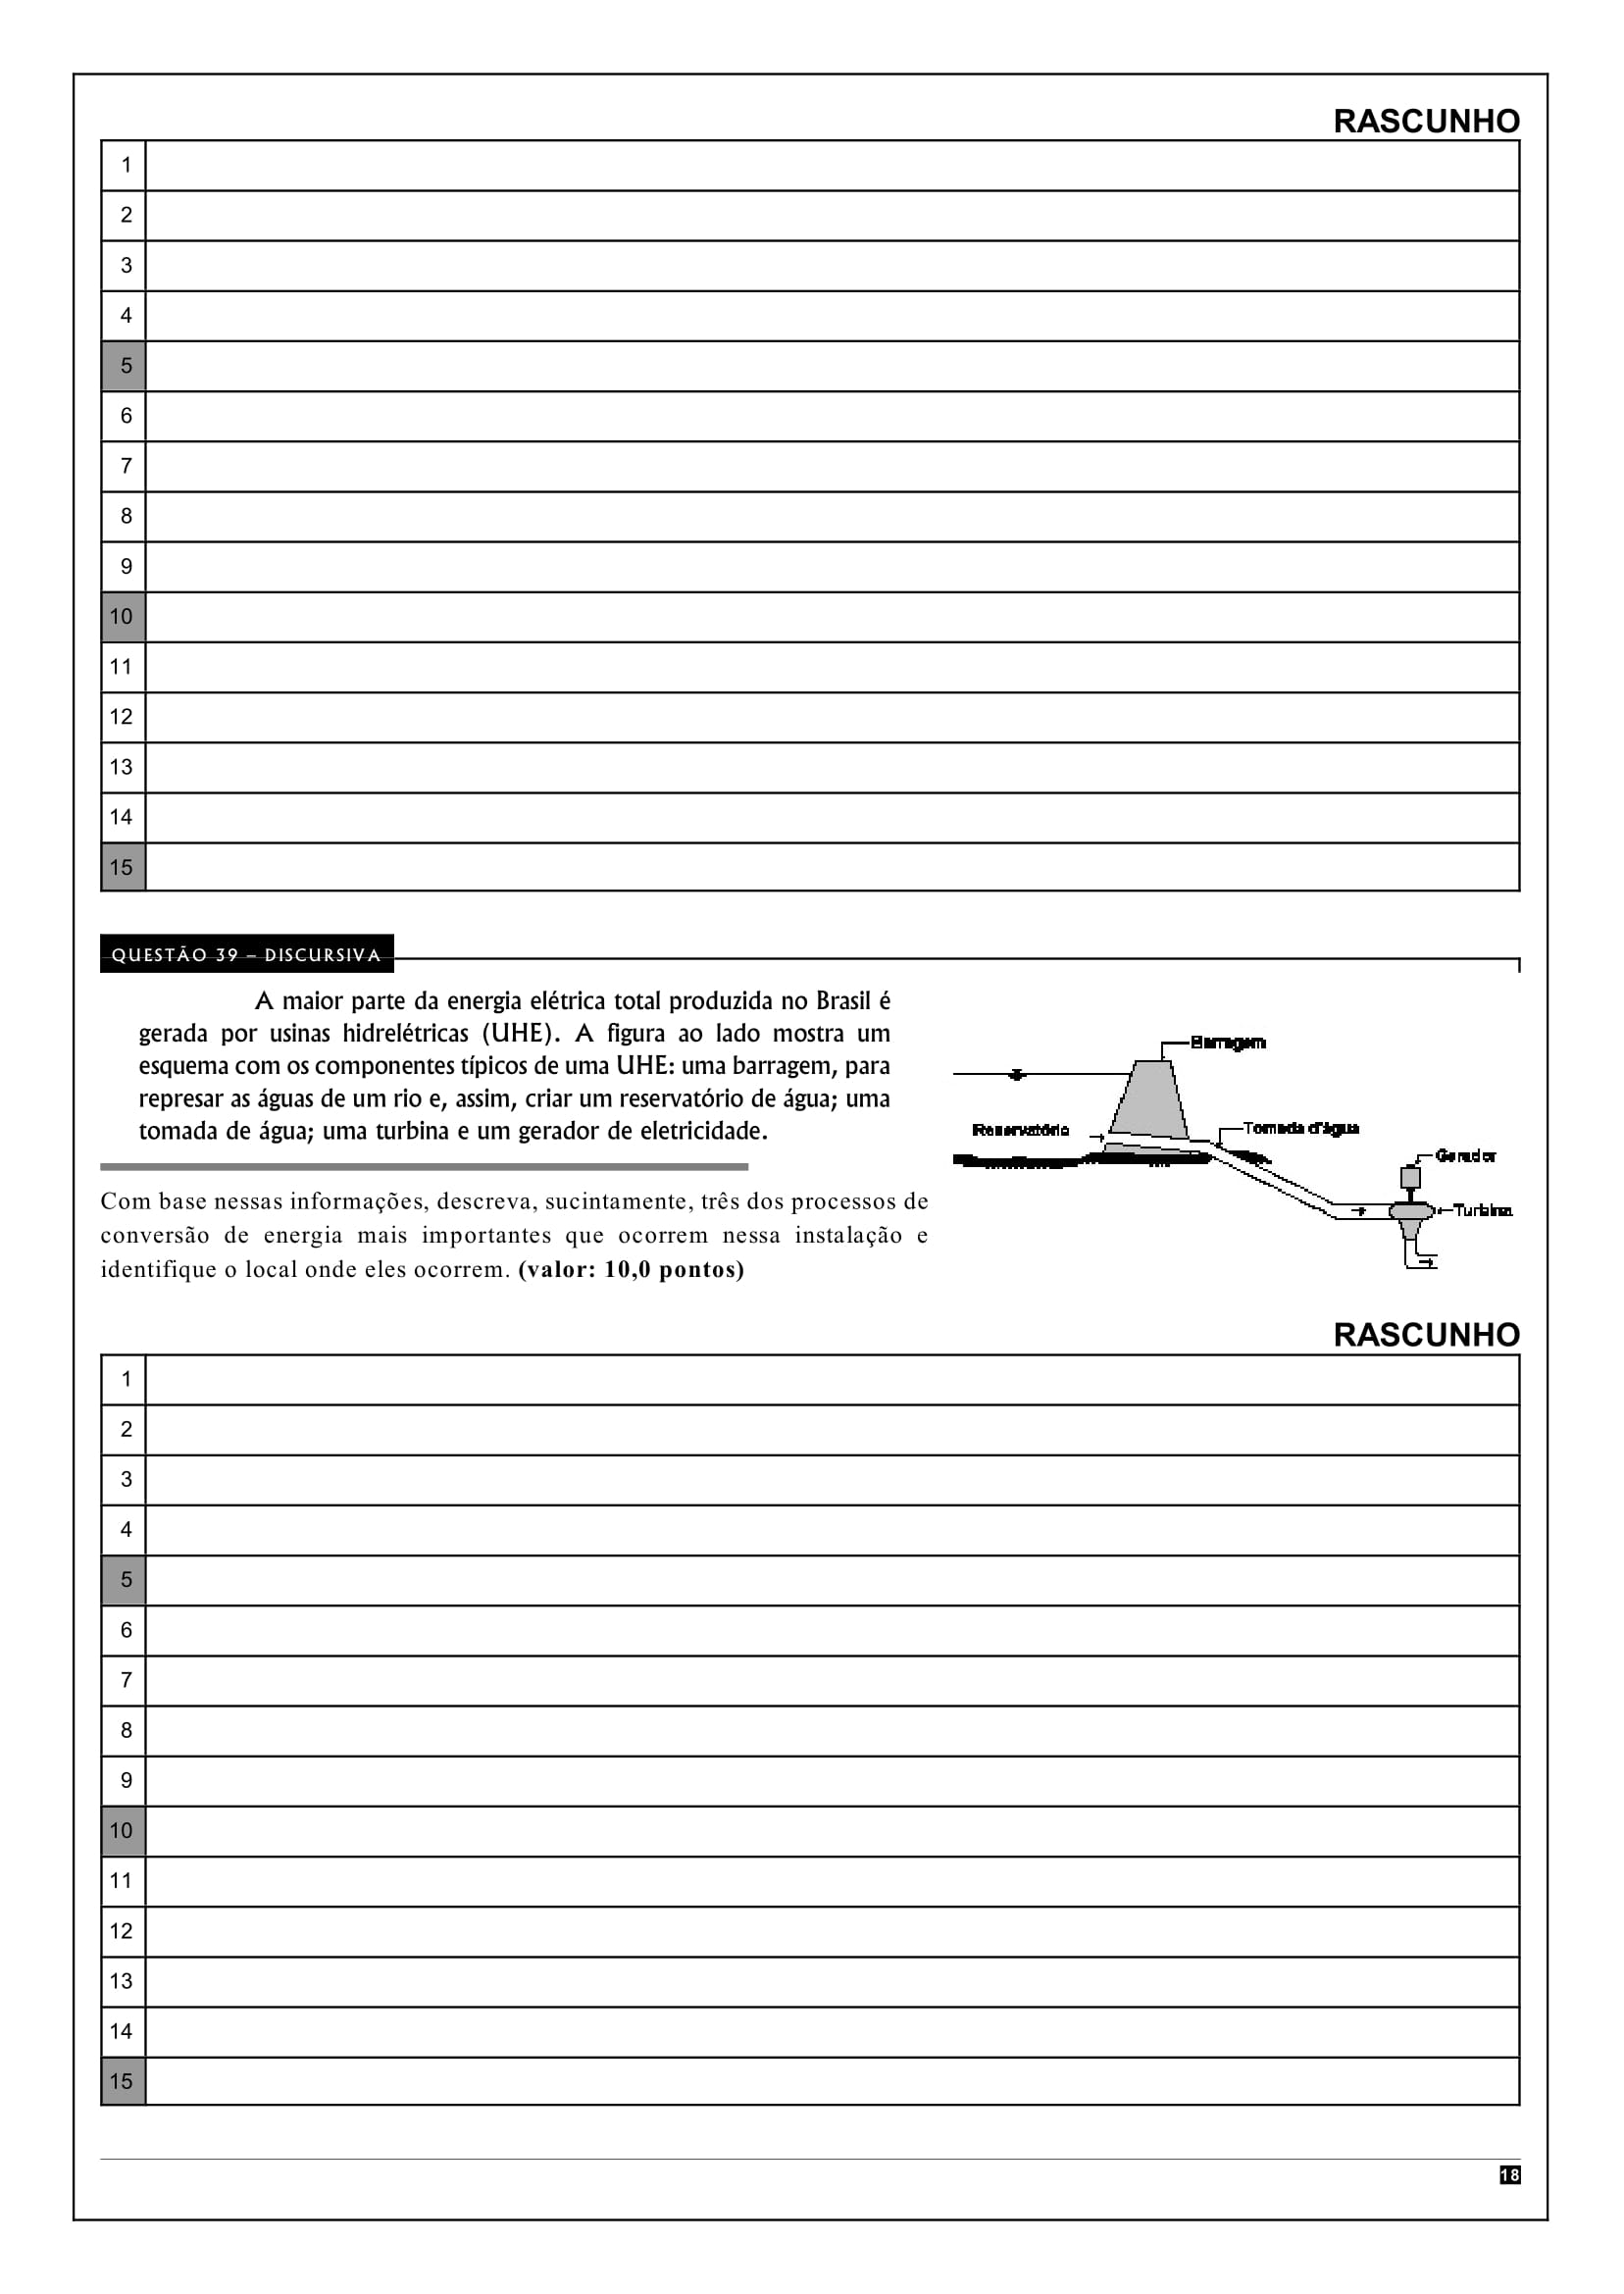 RASCUNHO
1
2
3
4
5
6
7
8
9
10
11
12
13
14
15
QUESTÃO 39 – DISCURSIVA
A maior parte da energia elétrica total produzida no Brasil é
gerada por usinas hidrelétricas (UHE). A figura ao lado mostra um
esquema com os componentes típicos de uma UHE: uma barragem, para
represar as águas de um rio e, assim, criar um reservatório de água; uma
tomada de água; uma turbina e um gerador de eletricidade.
Barragem
Reservatório
Tomada d'água
Gerador
Turbina
Com base nessas informações, descreva, sucintamente, três dos processos de
conversão de energia mais importantes que ocorrem nessa instalação e
identifique o local onde eles ocorrem. (valor: 10,0 pontos)
RASCUNHO
1
2
3
4
5
6
7
8
9
10
11
12
13
14
15
18